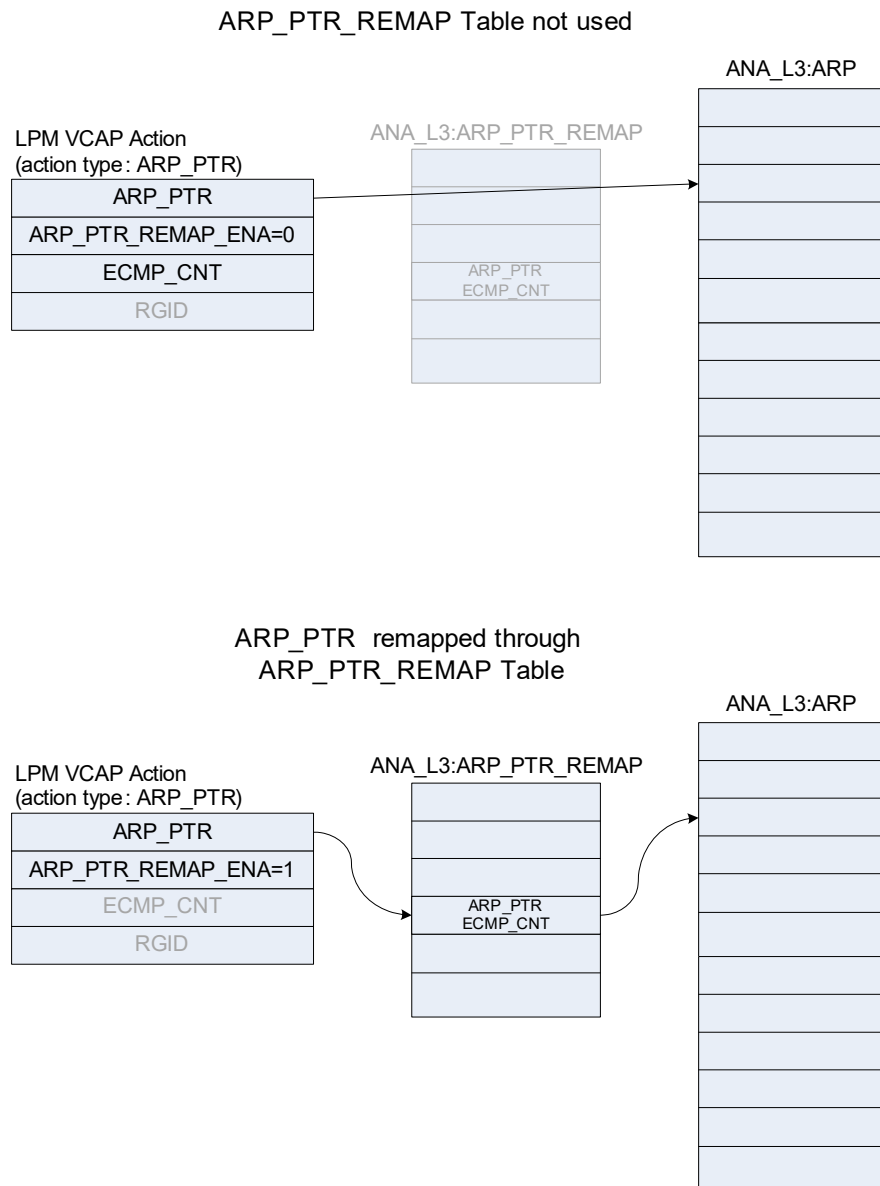 ARP_PTR_REMAP Table not used
ANA_L3:ARP
LPM VCAP Action
(action type: ARP_PTR)
ANA_L3:ARP_PTR_REMAP
ARP_PTR
ARP_PTR_REMAP_ENA=0
ECMP_CNT
RGID
ARP_PTR
ECMP_CNT
ARP_PTR remapped through
ARP_PTR_REMAP Table
ANA_L3:ARP
LPM VCAP Action
(action type: ARP_PTR)
ANA_L3:ARP_PTR_REMAP
ARP_PTR
ARP_PTR_REMAP_ENA=1
ECMP_CNT
RGID
ARP_PTR
ECMP_CNT